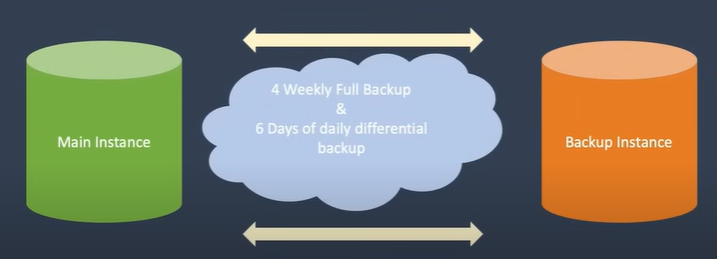 4 Weekly Full Backup
&
6 Days of daily differential
backup
Main Instance
Backup Instance